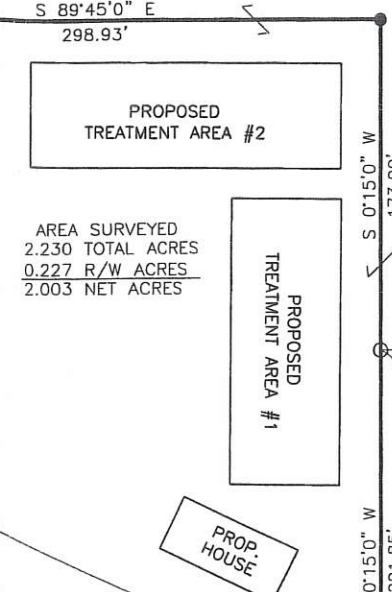 S 89°45'0" E
298.93'
PROPOSED
TREATMENT AREA #2
S 0°15'0" W
AREA SURVEYED
2.230 TOTAL ACRES
0.227 R/W ACRES
2.003 NET ACRES
PROPOSED
TREATMENT AREA #1
PROP.
HOUSE
0°15'0" W